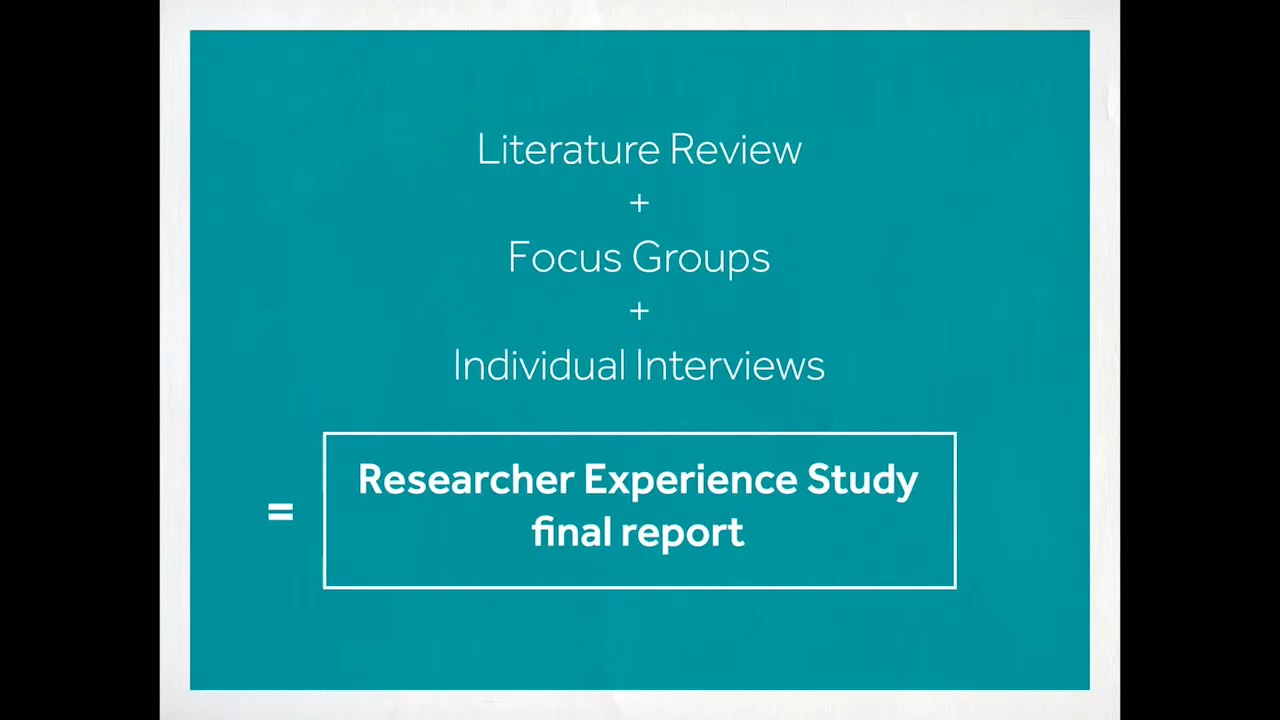 Literature Review
+
Focus Groups
+
Individual Interviews
=
Researcher Experience Study
final report